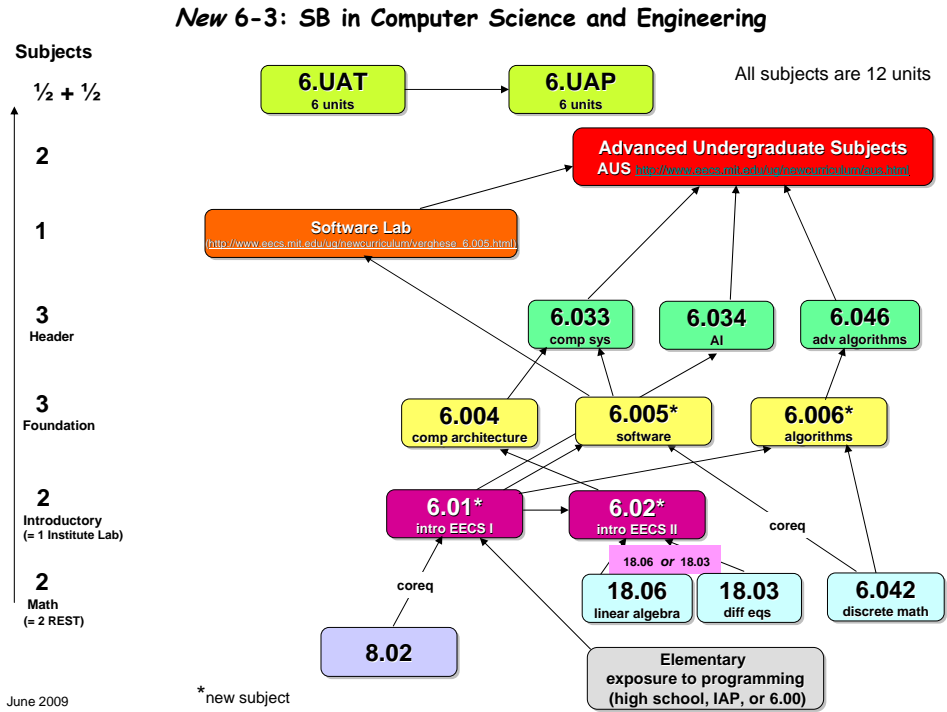 New 6-3: SB in Computer Science and Engineering
Subjects
½ + ½
6.UAT
6 units
6.UAP
6 units
All subjects are 12 units
2
Advanced Undergraduate Subjects
AUS http://www.eecs.mit.edu/ug/newcurriculum/aus.html
1
Software Lab
(http://www.eecs.mit.edu/ug/newcurriculum/verghese_6.005.html)
3
Header
6.033
comp sys
6.034
AI
6.046
adv algorithms
3
Foundation
6.004
comp architecture
6.005*
software
6.006*
algorithms
2
Introductory
(= 1 Institute Lab)
6.01*
intro EECS I
6.02*
intro EECS II
coreq
18.06 or 18.03
2
Math
(= 2 REST)
coreq
18.06
linear algebra
18.03
diff eqs
6.042
discrete math
8.02
Elementary
exposure to programming
(high school, IAP, or 6.00)
June 2009
*new subject